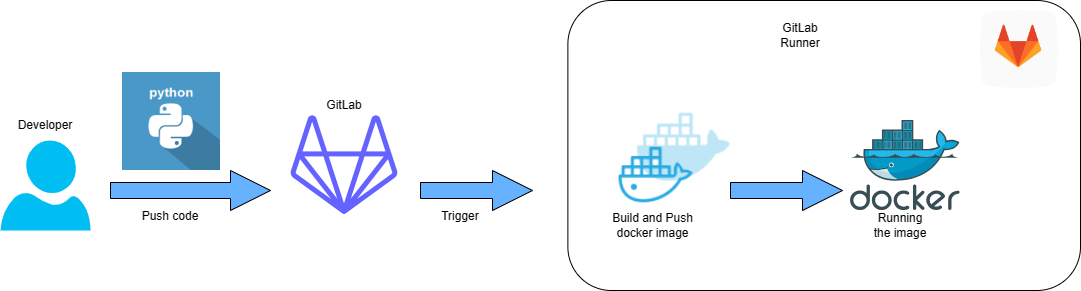 Developer
python
Push code
GitLab
Trigger
GitLab
Runner
Build and Push
docker image
docker
Running
the image